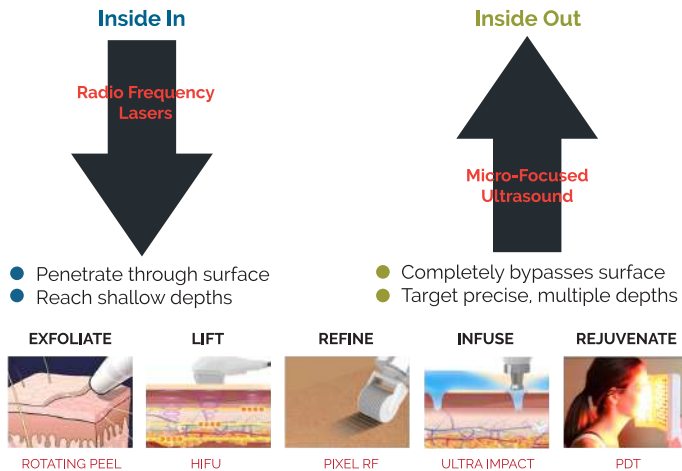 Inside In
Inside Out
Radio Frequency
Lasers
Micro-Focused
Ultrasound
Penetrate through surface
Reach shallow depths
Completely bypasses surface
Target precise, multiple depths
EXFOLIATE
LIFT
REFINE
INFUSE
REJUVENATE
ROTATING PEEL
HIFU
PIXEL RF
ULTRA IMPACT
PDT